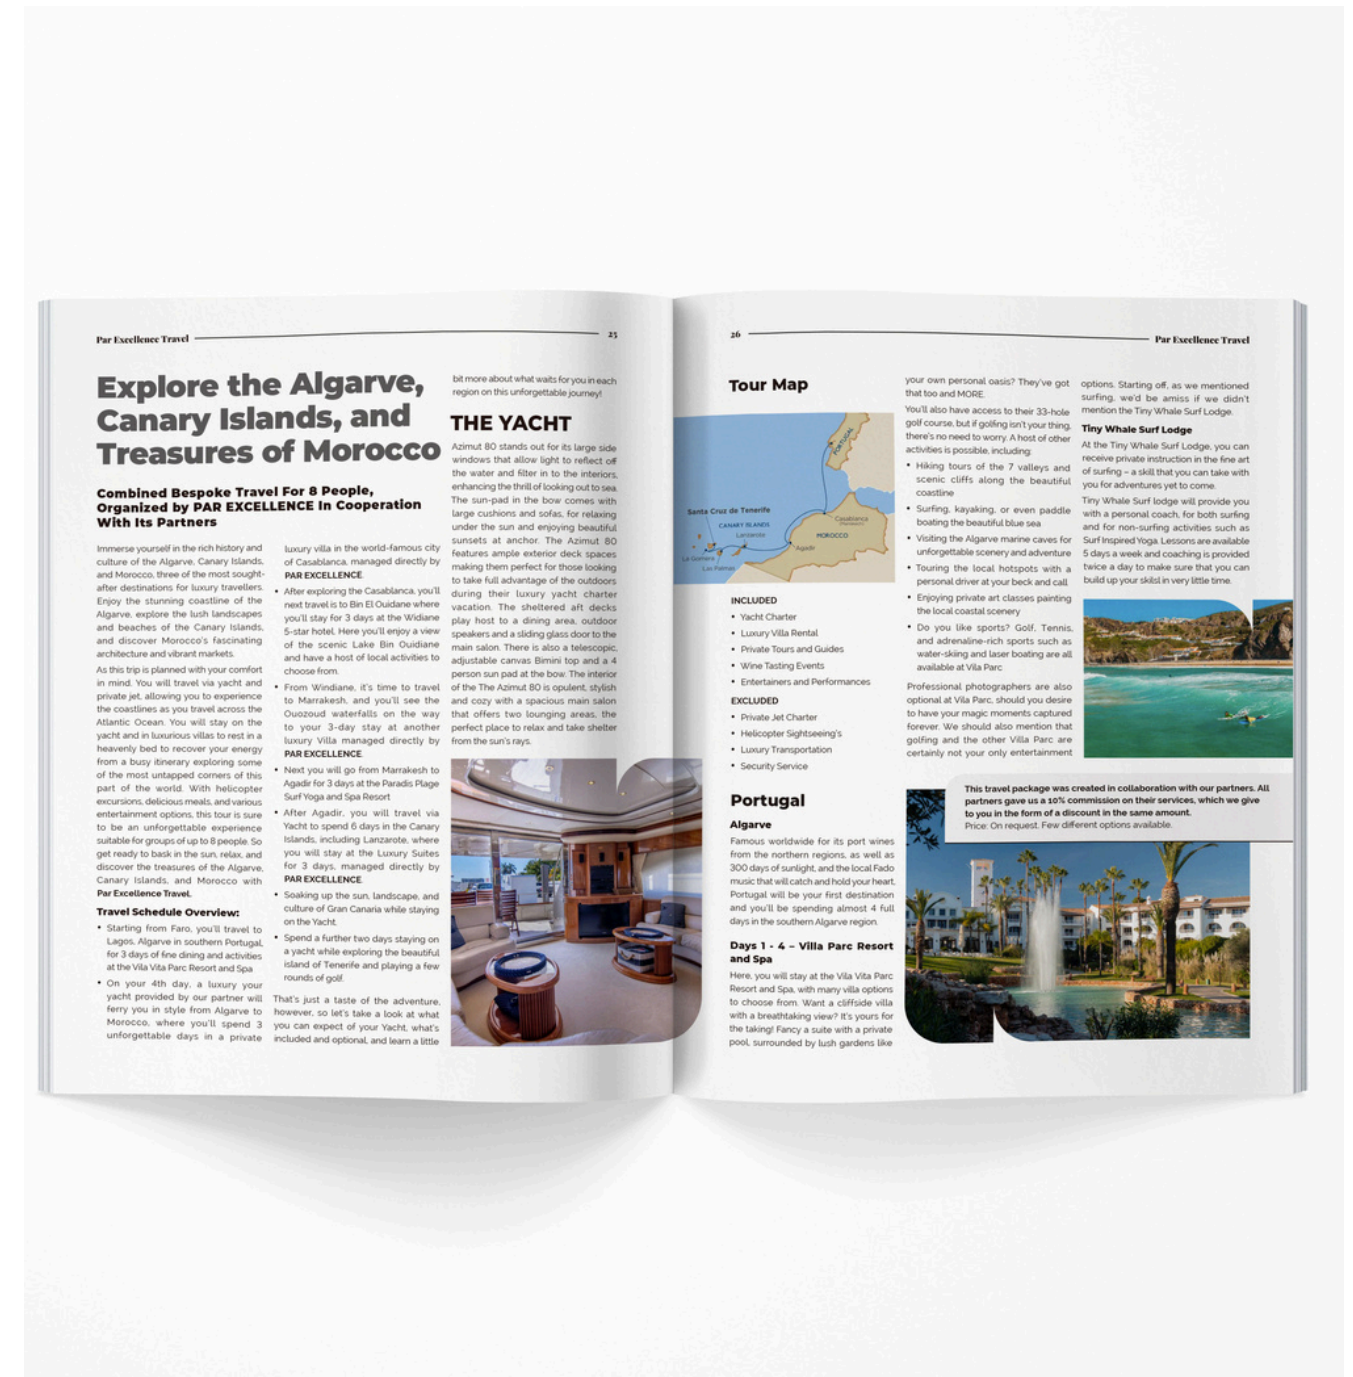 Par Excellence Travel
25
Explore the Algarve,
Canary Islands, and
Treasures of Morocco
Combined Bespoke Travel For 8 People,
Organized by PAR EXCELLENCE In Cooperation
With Its Partners
Immerse yourself in the rich history and
culture of the Algarve, Canary Islands,
and Morocco, three of the most sought-
after destinations for luxury travellers.
Enjoy the stunning coastline of the
Algarve, explore the lush landscapes
and beaches of the Canary Islands,
and discover Morocco's fascinating
architecture and vibrant markets.
As this trip is planned with your comfort
in mind. You will travel via yacht and
private jet, allowing you to experience
the coastlines as you travel across the
Atlantic Ocean. You will stay on the
yacht and in luxurious villas to rest in a
heavenly bed to recover your energy
from a busy itinerary exploring some
of the most untapped corners of this
part of the world. With helicopter
excursions, delicious meals, and various
entertainment options, this tour is sure
to be an unforgettable experience
suitable for groups of up to 8 people. So
get ready to bask in the sun, relax, and
discover the treasures of the Algarve,
Canary Islands, and Morocco with
Par Excellence Travel.
Travel Schedule Overview:
• Starting from Faro, you'll travel to
Lagos, Algarve in southern Portugal,
for 3 days of fine dining and activities
at the Vila Vita Parc Resort and Spa
• On your 4th day, a luxury your
yacht provided by our partner will
ferry you in style from Algarve to
Morocco, where you'll spend 3
unforgettable days in a private
luxury villa in the world-famous city
of Casablanca, managed directly by
PAR EXCELLENCE
• After exploring the Casablanca, you'll
next travel is to Bin El Ouidane where
you'll stay for 3 days at the Widiane
5-star hotel. Here you'll enjoy a view
of the scenic Lake Bin Ouidiane
and have a host of local activities to
choose from.
• From Windiane, it's time to travel
to Marrakesh, and you'll see the
Ouozoud waterfalls on the way
to your 3-day stay at another
luxury Villa managed directly by
PAR EXCELLENCE
• Next you will go from Marrakesh to
Agadir for 3 days at the Paradis Plage
Surf Yoga and Spa Resort
• After Agadir, you will travel via
Yacht to spend 6 days in the Canary
Islands, including Lanzarote, where
you will stay at the Luxury Suites
for 3 days, managed directly by
PAR EXCELLENCE
• Soaking up the sun, landscape, and
culture of Gran Canaria while staying
on the Yacht.
• Spend a further two days staying on
a yacht while exploring the beautiful
island of Tenerife and playing a few
rounds of golf.
That's just a taste of the adventure,
however, so let's take a look at what
you can expect of your Yacht, what's
included and optional, and learn a little
bit more about what waits for you in each
region on this unforgettable journey!
THE YACHT
Azimut 80 stands out for its large side
windows that allow light to reflect off
the water and filter in to the interiors,
enhancing the thrill of looking out to sea.
The sun-pad in the bow comes with
large cushions and sofas, for relaxing
under the sun and enjoying beautiful
sunsets at anchor. The Azimut 80
features ample exterior deck spaces
making them perfect for those looking
to take full advantage of the outdoors
during their luxury yacht charter
vacation. The sheltered aft decks
play host to a dining area, outdoor
speakers and a sliding glass door to the
main salon. There is also a telescopic,
adjustable canvas Bimini top and a 4
person sun pad at the bow. The interior
of the The Azimut 80 is opulent, stylish
and cozy with a spacious main salon
that offers two lounging areas, the
perfect place to relax and take shelter
from the sun's rays.
26
Par Excellence Travel
Tour Map
PORTUGAL
Santa Cruz de Tenerife
CANARY ISLANDS
Lanzarote
La Gomera
Las Palmas
Casablanca
MOROCCO
Agadir
INCLUDED
• Yacht Charter
• Luxury Villa Rental
• Private Tours and Guides
• Wine Tasting Events
• Entertainers and Performances
EXCLUDED
• Private Jet Charter
• Helicopter Sightseeing's
• Luxury Transportation
• Security Service
Portugal
Algarve
Famous worldwide for its port wines
from the northern regions, as well as
300 days of sunlight, and the local Fado
music that will catch and hold your heart,
Portugal will be your first destination
and you'll be spending almost 4 full
days in the southern Algarve region.
Days 1 - 4 – Villa Parc Resort
and Spa
Here, you will stay at the Vila Vita Parc
Resort and Spa, with many villa options
to choose from. Want a cliffside villa
with a breathtaking view? It's yours for
the taking! Fancy a suite with a private
pool, surrounded by lush gardens like
your own personal oasis? They've got
that too and MORE.
You'll also have access to their 33-hole
golf course, but if golfing isn't your thing,
there's no need to worry. A host of other
activities is possible, including:
• Hiking tours of the 7 valleys and
scenic cliffs along the beautiful
coastline
• Surfing, kayaking, or even paddle
boating the beautiful blue sea
• Visiting the Algarve marine caves for
unforgettable scenery and adventure
• Touring the local hotspots with a
personal driver at your beck and call
• Enjoying private art classes painting
the local coastal scenery
• Do you like sports? Golf, Tennis,
and adrenaline-rich sports such as
water-skiing and laser boating are all
available at Vila Parc
Professional photographers are also
optional at Vila Parc, should you desire
to have your magic moments captured
forever. We should also mention that
golfing and the other Villa Parc are
certainly not your only entertainment
options. Starting off, as we mentioned
surfing, we'd be amiss if we didn't
mention the Tiny Whale Surf Lodge.
Tiny Whale Surf Lodge
At the Tiny Whale Surf Lodge, you can
receive private instruction in the fine art
of surfing – a skill that you can take with
you for adventures yet to come.
Tiny Whale Surf lodge will provide you
with a personal coach, for both surfing
and for non-surfing activities such as
Surf Inspired Yoga. Lessons are available
5 days a week and coaching is provided
twice a day to make sure that you can
build up your skilsl in very little time.
This travel package was created in collaboration with our partners. All
partners gave us a 10% commission on their services, which we give
to you in the form of a discount in the same amount.
Price: On request. Few different options available.